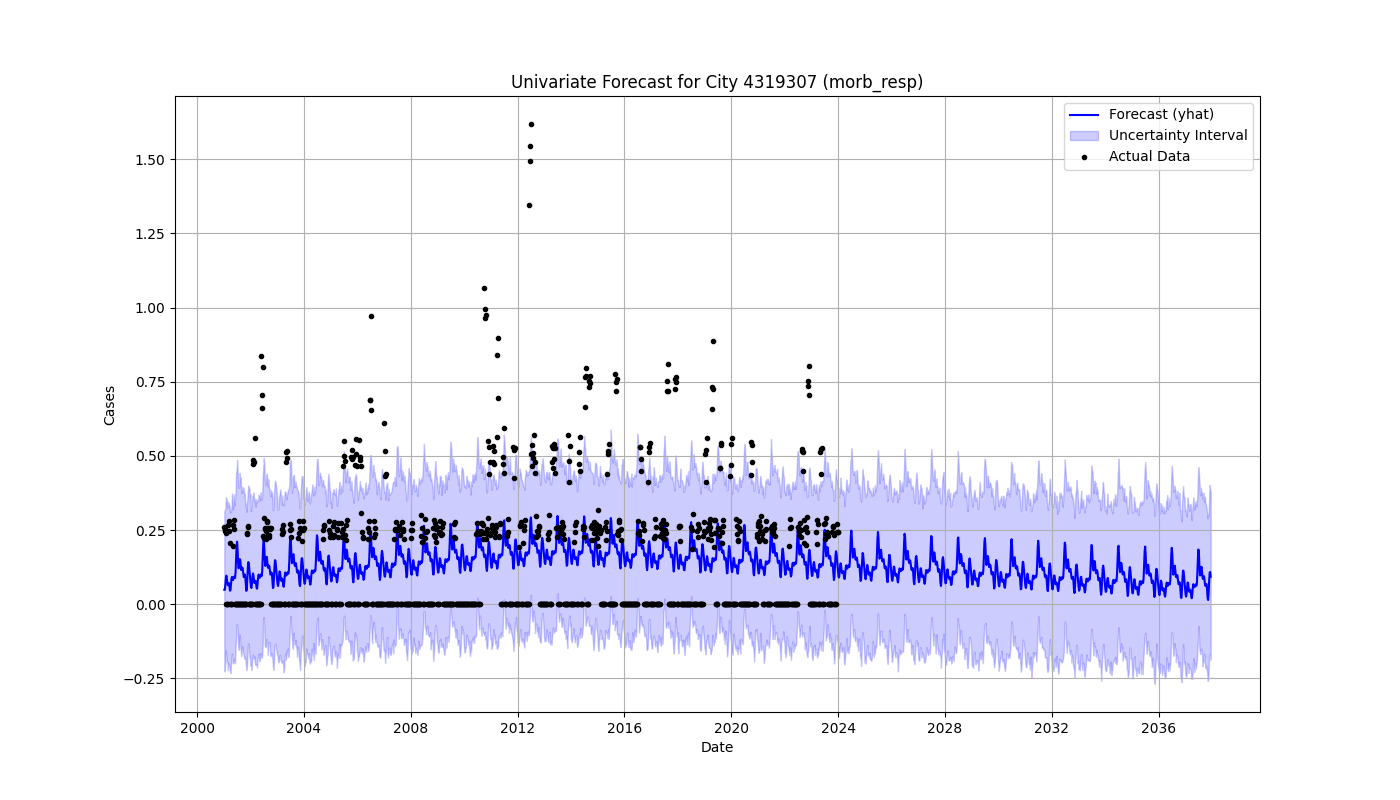 Univariate Forecast for City 4319307 (morb_resp)
Forecast (yhat)
Uncertainty Interval
Actual Data
1.50
1.25
1.00
0.75
0.50
0.25
0.00
−0.25
Cases
2000 2004 2008 2012 2016 2020 2024 2028 2032 2036
Date